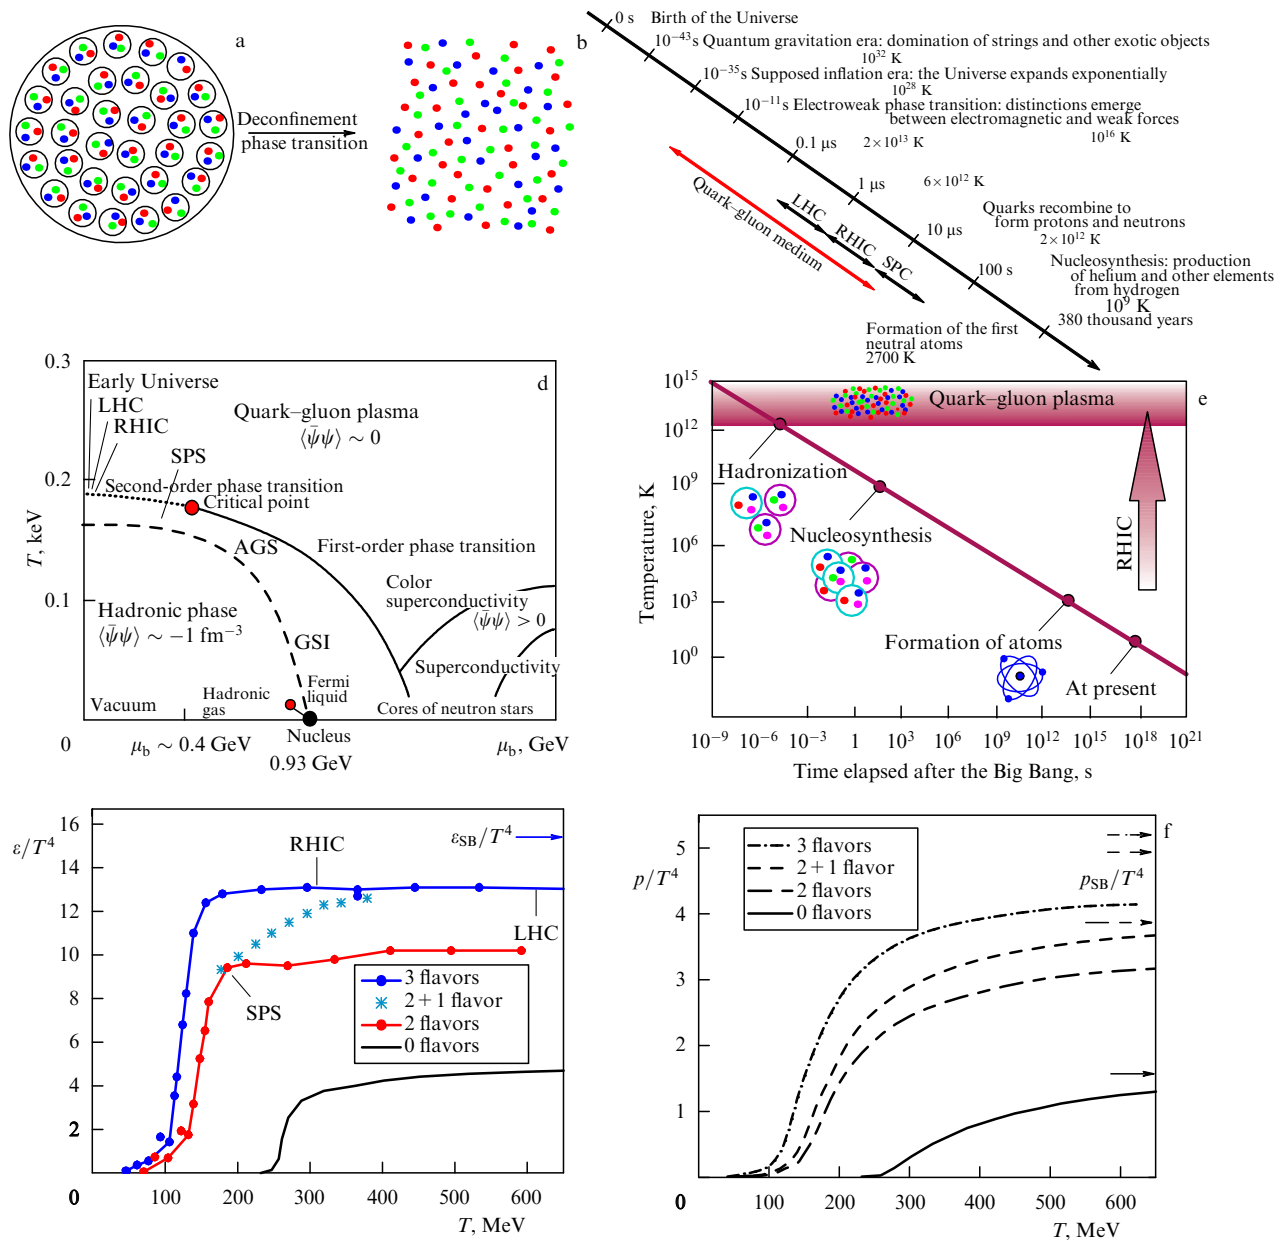 a
Deconfinement
phase transition
b
0 s Birth of the Universe
10⁻⁴³s Quantum gravitation era: domination of strings and other exotic objects
10³² K
10⁻³⁵s Supposed inflation era: the Universe expands exponentially
10²⁸ K
10⁻¹¹s Electroweak phase transition: distinctions emerge
between electromagnetic and weak forces
10¹⁶ K
0.1 μs 2×10¹³ K
1 μs 6×10¹² K
Quarks recombine to
form protons and neutrons
2×10¹² K
10 μs
Nucleosynthesis: production
of helium and other elements
from hydrogen
10⁹ K
100 s
380 thousand years
Formation of the first
neutral atoms
2700 K
Quark–gluon medium
LHC
RHIC
SPC
d
0.3
0.2
0.1
0
T, keV
Early Universe
LHC
RHIC
SPS
Quark–gluon plasma
⟨ψ̄ψ⟩ ∼ 0
Second-order phase transition
Critical point
AGS
First-order phase transition
Color
superconductivity
⟨ψ̄ψ⟩ > 0
Hadronic phase
⟨ψ̄ψ⟩ ∼ −1 fm⁻³
GSI
Superconductivity
Vacuum
Hadronic
gas
Fermi
liquid
Cores of neutron stars
Nucleus
μb ∼ 0.4 GeV
0.93 GeV
μb, GeV
e
10¹⁵
10¹²
10⁹
10⁶
10³
10⁰
Temperature, K
Quark–gluon plasma
Hadronization
Nucleosynthesis
RHIC
Formation of atoms
At present
10⁻⁹ 10⁻⁶ 10⁻³ 1 10³ 10⁶ 10⁹ 10¹² 10¹⁵ 10¹⁸ 10²¹
Time elapsed after the Big Bang, s
ε/T⁴
16
14
12
10
8
6
4
2
0
εSB/T⁴
RHIC
LHC
SPS
3 flavors
2 + 1 flavor
2 flavors
0 flavors
100 200 300 400 500 600
T, MeV
f
p/T⁴
5
4
3
2
1
0
3 flavors
2 + 1 flavor
2 flavors
0 flavors
pSB/T⁴
100 200 300 400 500 600
T, MeV